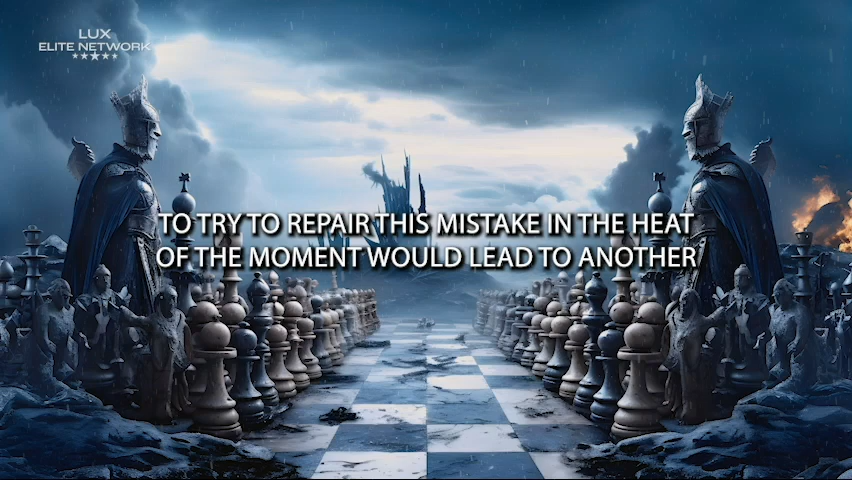 LUX
ELITE NETWORK
TO TRY TO REPAIR THIS MISTAKE IN THE HEAT
OF THE MOMENT WOULD LEAD TO ANOTHER